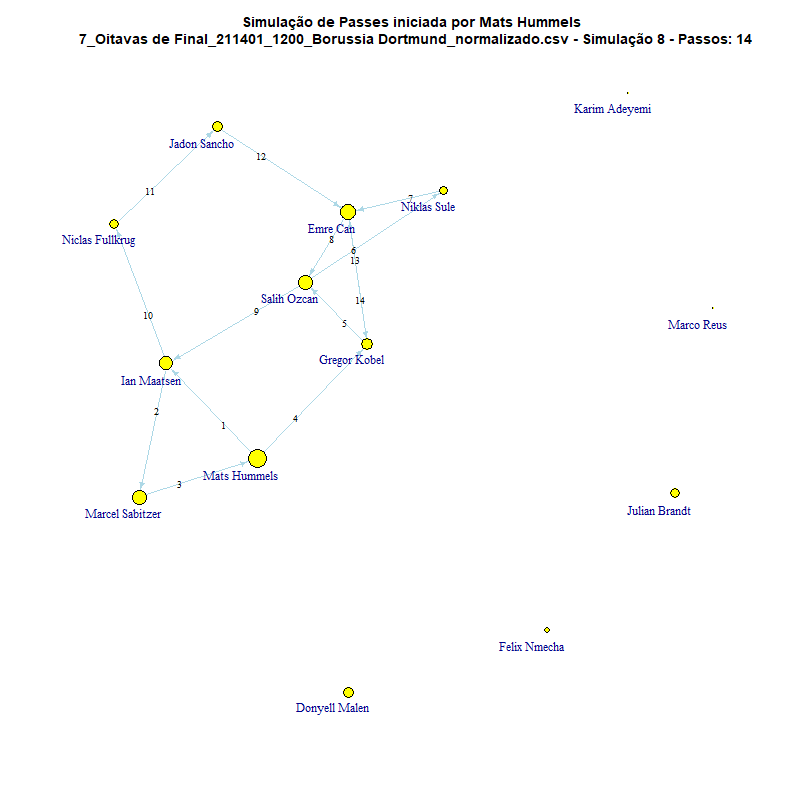 Simulação de Passes iniciada por Mats Hummels
7_Oitavas de Final_211401_1200_Borussia Dortmund_normalizado.csv - Simulação 8 - Passos: 14
Karim Adeyemi
Jadon Sancho
12
11
7
Niklas Sule
Emre Can
Niclas Fullkrug
8
6
13
Salih Ozcan
14
9
10
5
Marco Reus
Gregor Kobel
Ian Maatsen
2
4
1
Mats Hummels
3
Marcel Sabitzer
Julian Brandt
Felix Nmecha
Donyell Malen